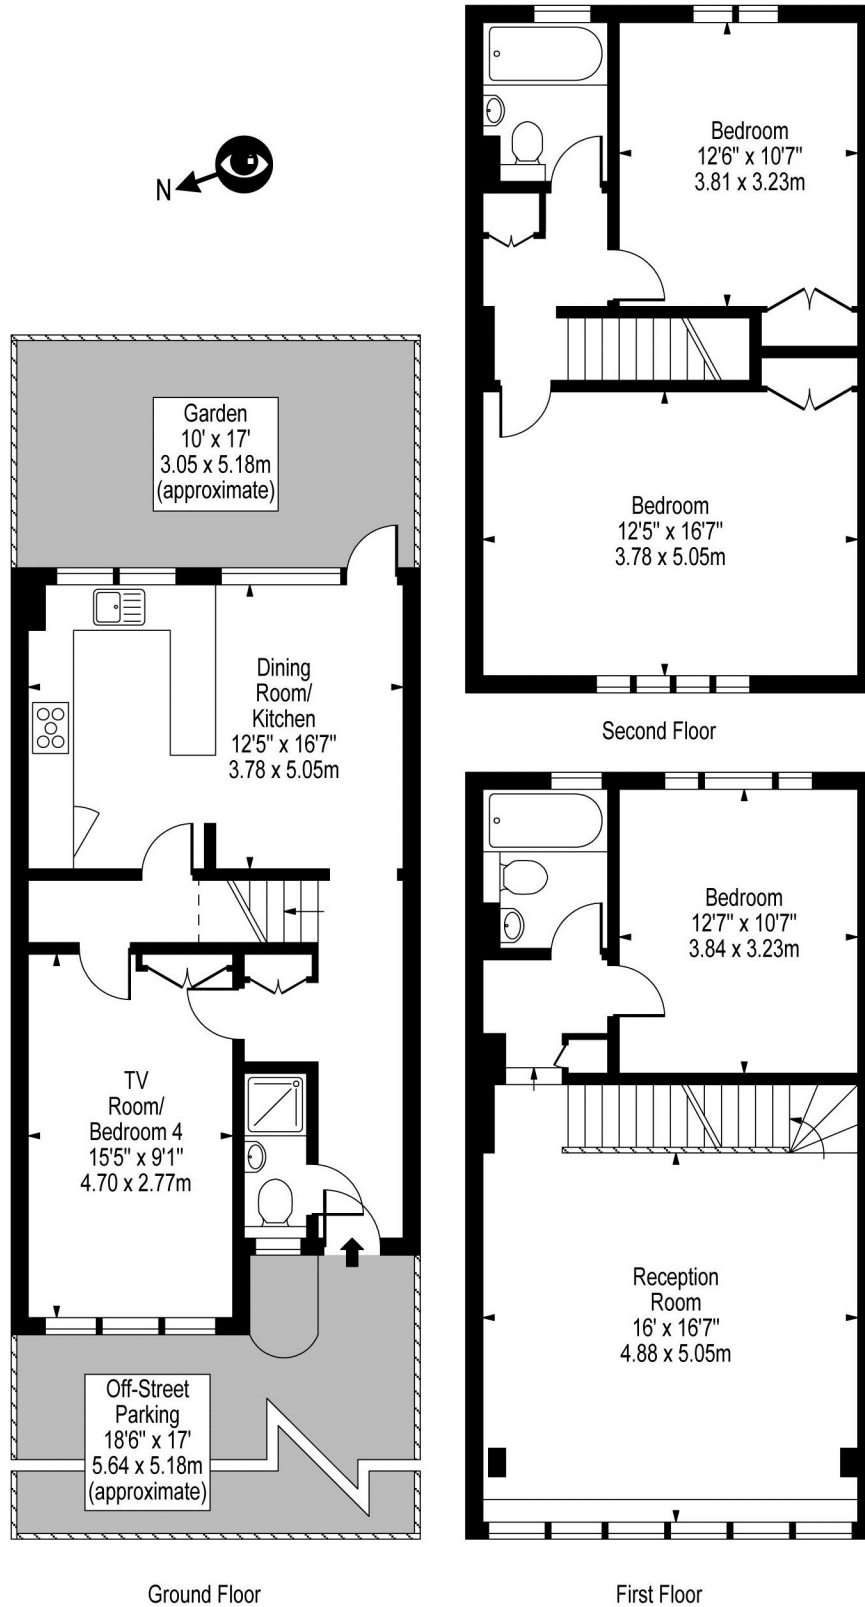 N
Garden
10' x 17'
3.05 x 5.18m
(approximate)
Dining
Room/
Kitchen
12'5" x 16'7"
3.78 x 5.05m
TV
Room/
Bedroom 4
15'5" x 9'1"
4.70 x 2.77m
Off-Street
Parking
18'6" x 17'
5.64 x 5.18m
(approximate)
Ground Floor
Bedroom
12'6" x 10'7"
3.81 x 3.23m
Bedroom
12'5" x 16'7"
3.78 x 5.05m
Second Floor
Bedroom
12'7" x 10'7"
3.84 x 3.23m
Reception
Room
16' x 16'7"
4.88 x 5.05m
First Floor